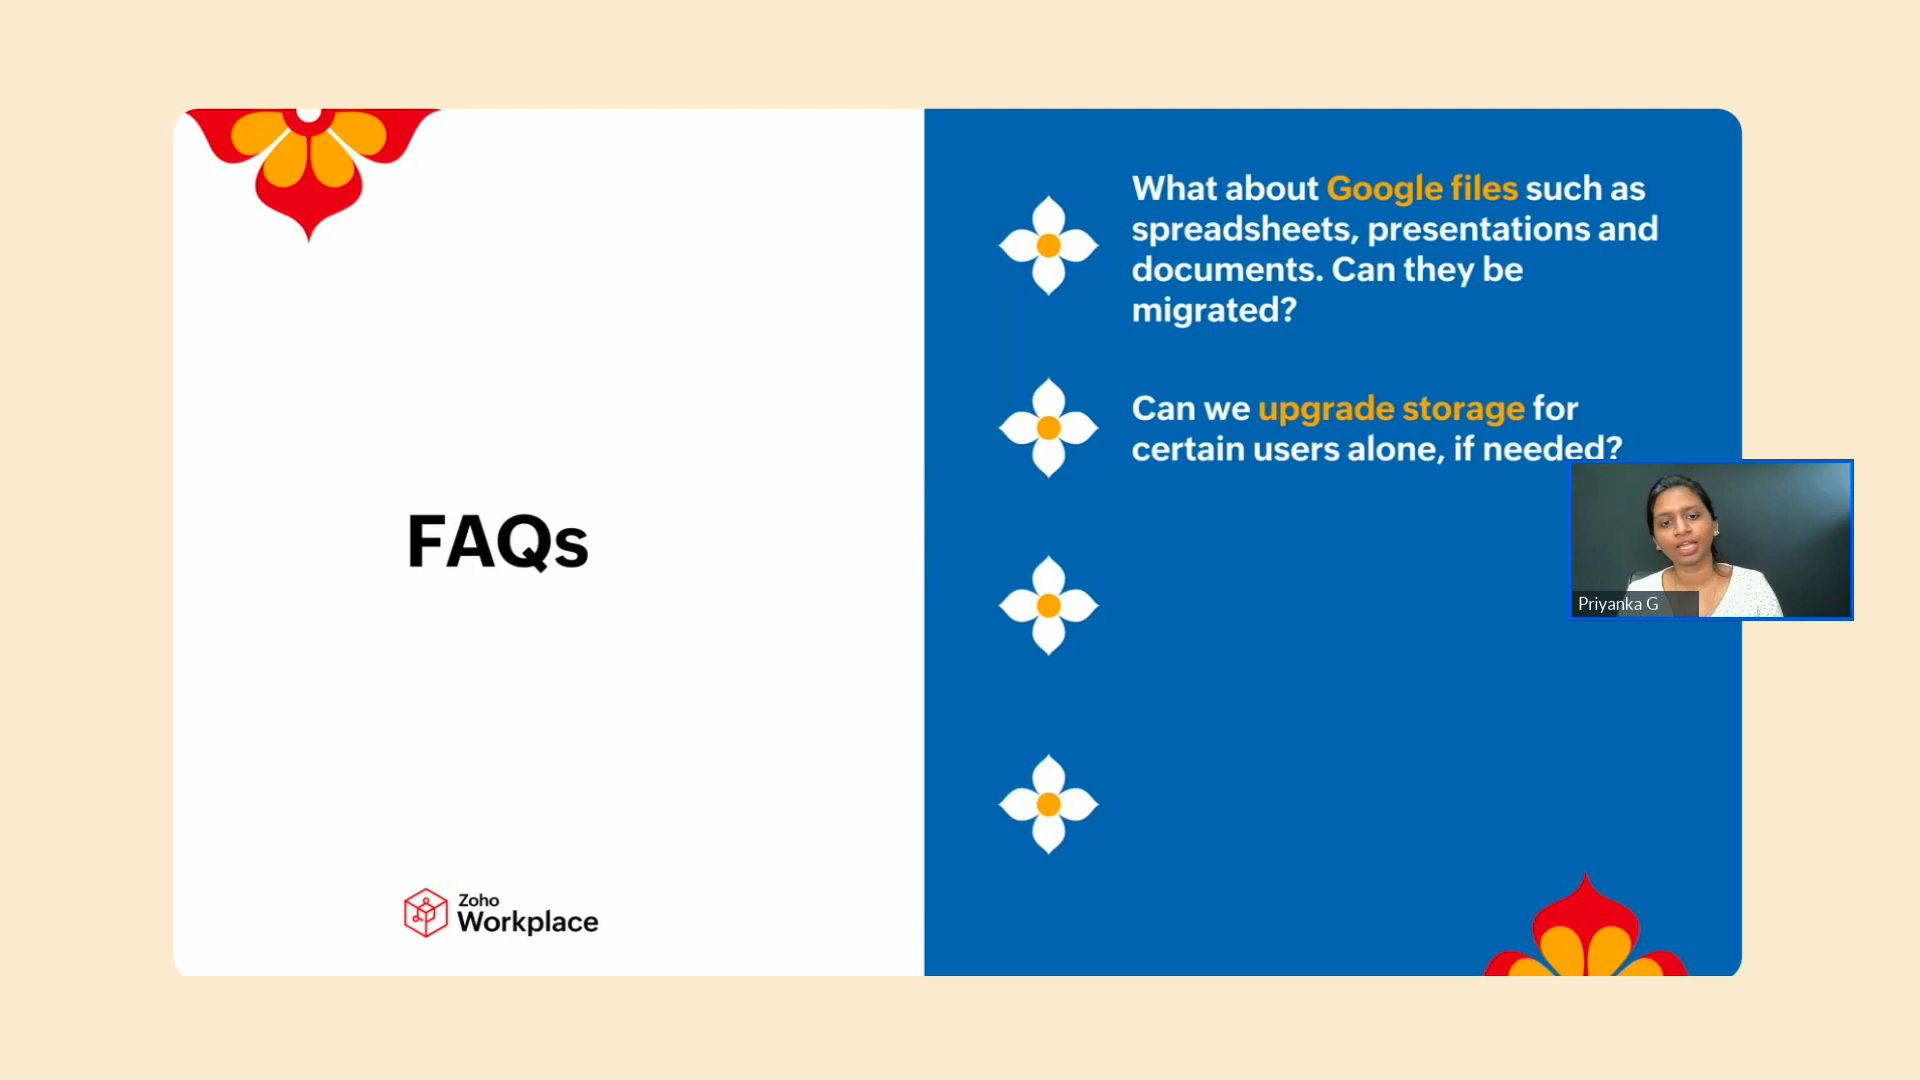 What about Google files such as
spreadsheets, presentations and
documents. Can they be
migrated?
Can we upgrade storage for
certain users alone, if needed?
FAQs
Priyanka G
Zoho
Workplace